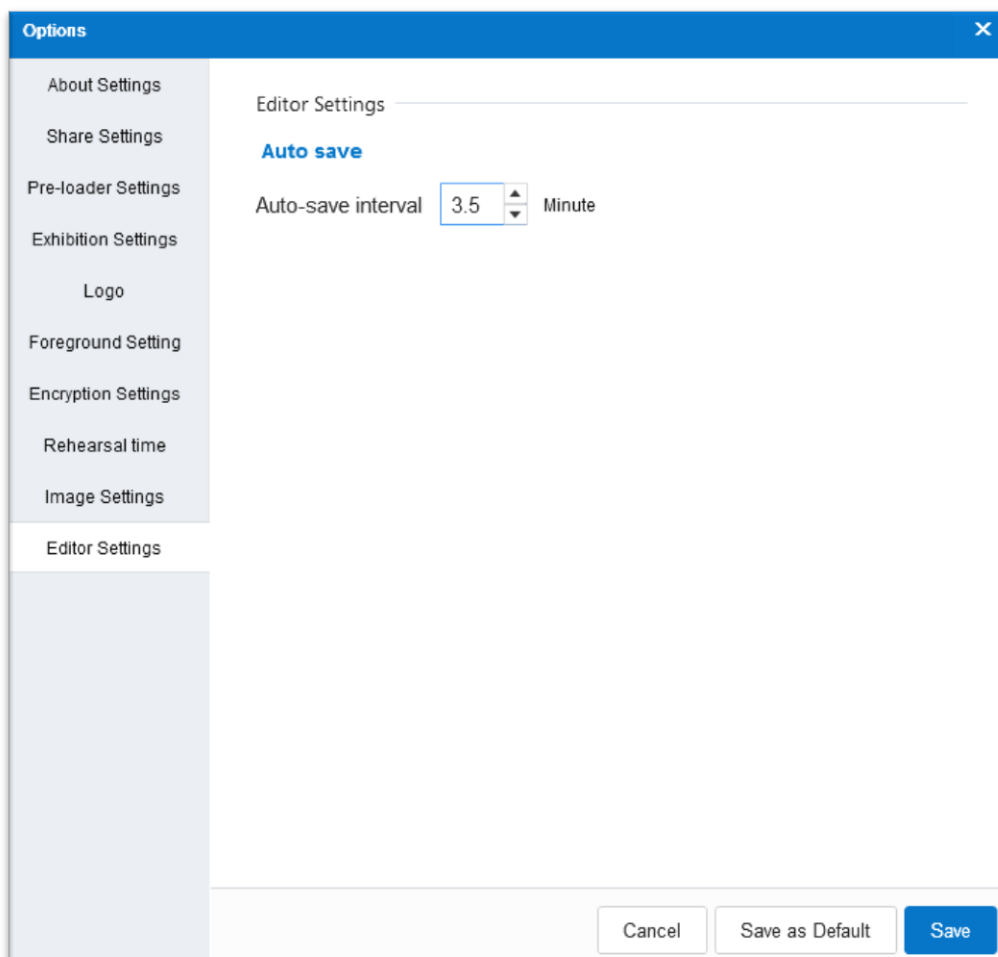 Options
About Settings
Share Settings
Pre-loader Settings
Exhibition Settings
Logo
Foreground Setting
Encryption Settings
Rehearsal time
Image Settings
Editor Settings
Editor Settings
Auto save
Auto-save interval 3.5 Minute
Cancel Save as Default Save